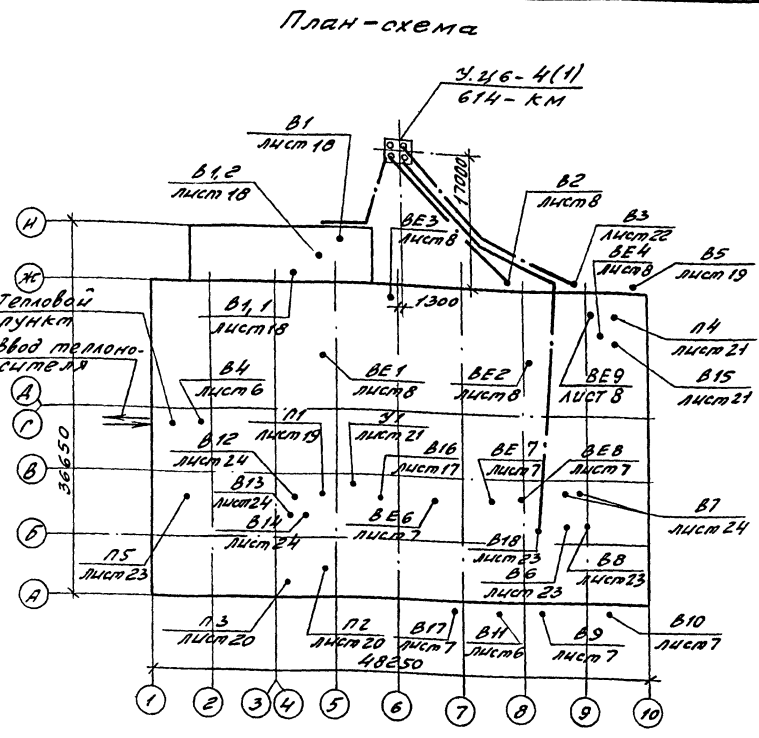 План-схема
У.Ц6-4(1)
614-КМ
В1
лист 18
В1,2
лист 18
17000
В2
лист 8
ВЕ3
лист 8
В3
лист 22
ВЕ4
лист 8
В5
лист 19
И
Ж
1300
Тепловой
пункт
В1,1
лист 18
П4
лист 21
Ввод теплоно-
сителя
В4
лист 6
ВЕ1
лист 8
ВЕ2
лист 8
ВЕ9
лист 8
В15
лист 21
Д
Г
П1
лист 19
У1
лист 21
В12
лист 24
В16
лист 17
ВЕ7
лист 7
ВЕ8
лист 7
36650
В
В13
лист 24
В14
лист 24
ВЕ6
лист 7
В7
лист 24
Б
П5
лист 23
В18
лист 23
В6
лист 23
В8
лист 23
А
П3
лист 20
П2
лист 20
В17
лист 7
В11
лист 6
В9
лист 7
В10
лист 7
48250
1 2 3 4 5 6 7 8 9 10